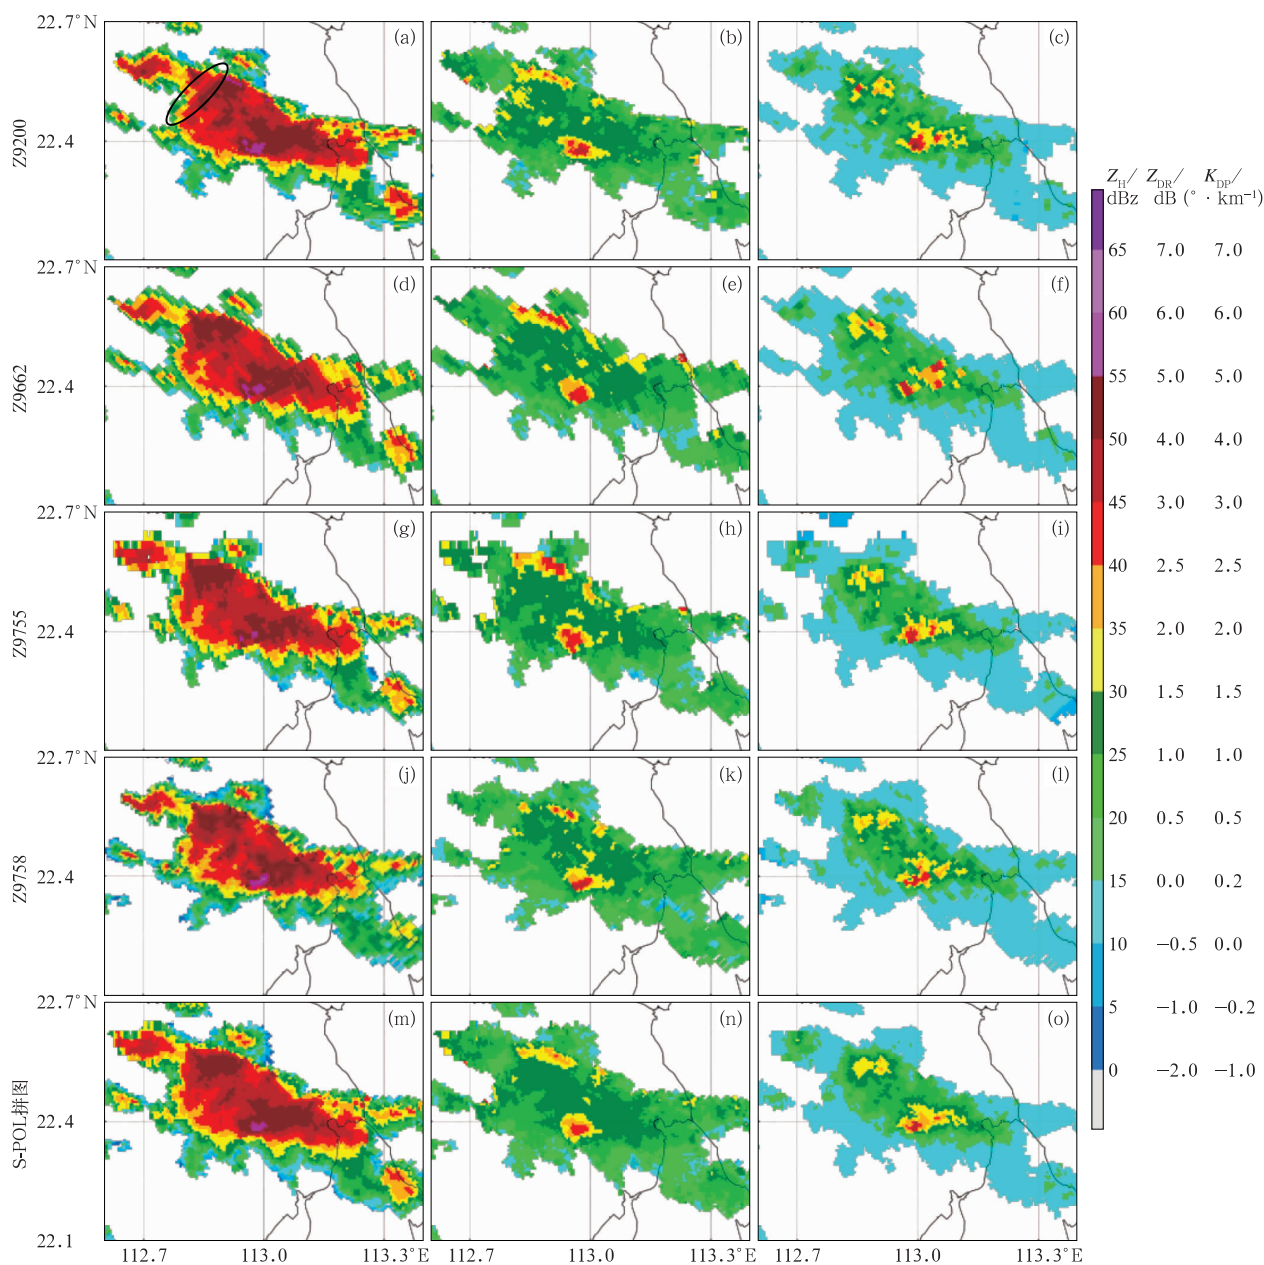 22.7°N
(a)
(b)
(c)
Z9200
22.4
Z_H/ Z_DR/ K_DP/
dBz dB (° · km⁻¹)
22.7°N
(d)
(e)
(f)
Z9662
22.4
22.7°N
(g)
(h)
(i)
Z9755
22.4
22.7°N
(j)
(k)
(l)
Z9758
22.4
22.7°N
(m)
(n)
(o)
S-POL拼图
22.4
22.1
65 7.0 7.0
60 6.0 6.0
55 5.0 5.0
50 4.0 4.0
45 3.0 3.0
40 2.5 2.5
35 2.0 2.0
30 1.5 1.5
25 1.0 1.0
20 0.5 0.5
15 0.0 0.2
10 −0.5 0.0
5 −1.0 −0.2
0 −2.0 −1.0
112.7 113.0 113.3°E 112.7 113.0 113.3°E 112.7 113.0 113.3°E